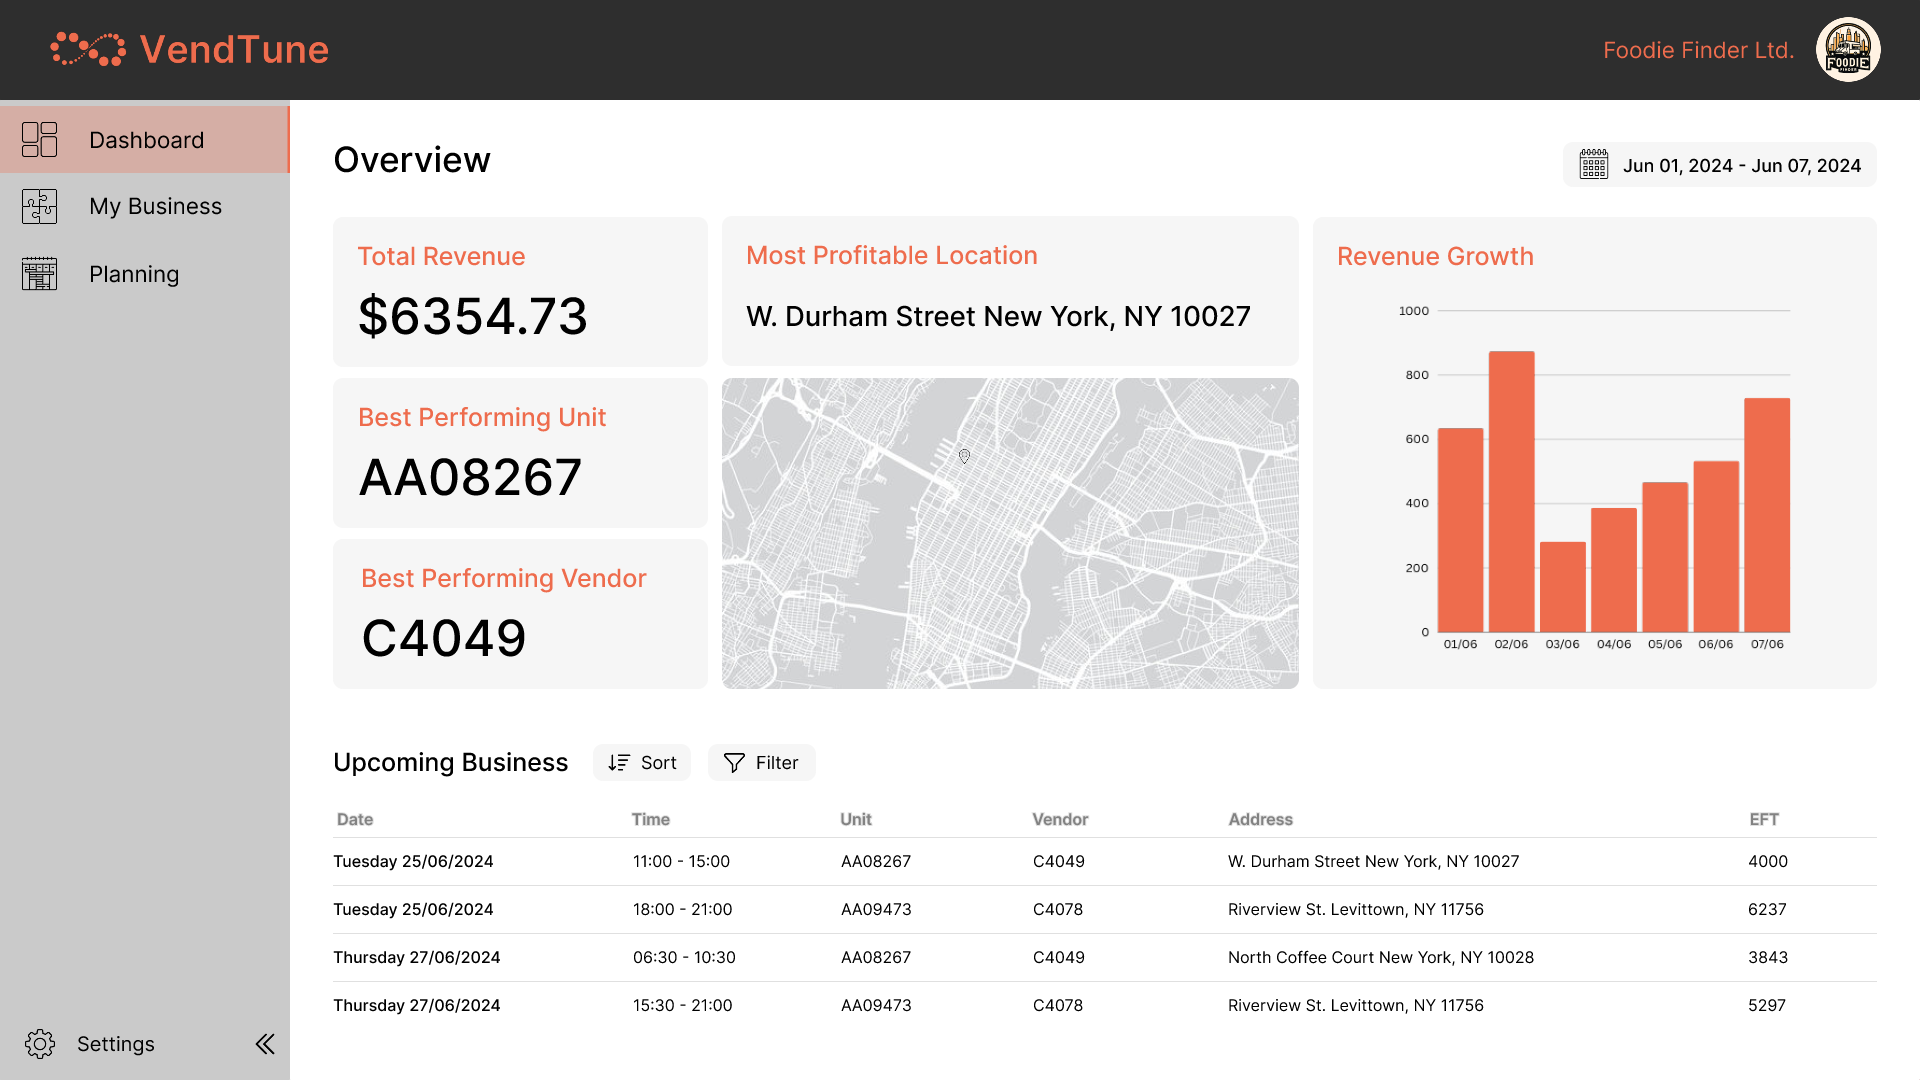 VendTune
Foodie Finder Ltd.
FOODIE
FINDER
Dashboard
My Business
Planning
Settings
Overview
Jun 01, 2024 - Jun 07, 2024
Total Revenue
$6354.73
Most Profitable Location
W. Durham Street New York, NY 10027
Best Performing Unit
AA08267
Best Performing Vendor
C4049
Revenue Growth
1000
800
600
400
200
0
01/06 02/06 03/06 04/06 05/06 06/06 07/06
Upcoming Business Sort Filter
Date Time Unit Vendor Address EFT
Tuesday 25/06/2024 11:00 - 15:00 AA08267 C4049 W. Durham Street New York, NY 10027 4000
Tuesday 25/06/2024 18:00 - 21:00 AA09473 C4078 Riverview St. Levittown, NY 11756 6237
Thursday 27/06/2024 06:30 - 10:30 AA08267 C4049 North Coffee Court New York, NY 10028 3843
Thursday 27/06/2024 15:30 - 21:00 AA09473 C4078 Riverview St. Levittown, NY 11756 5297